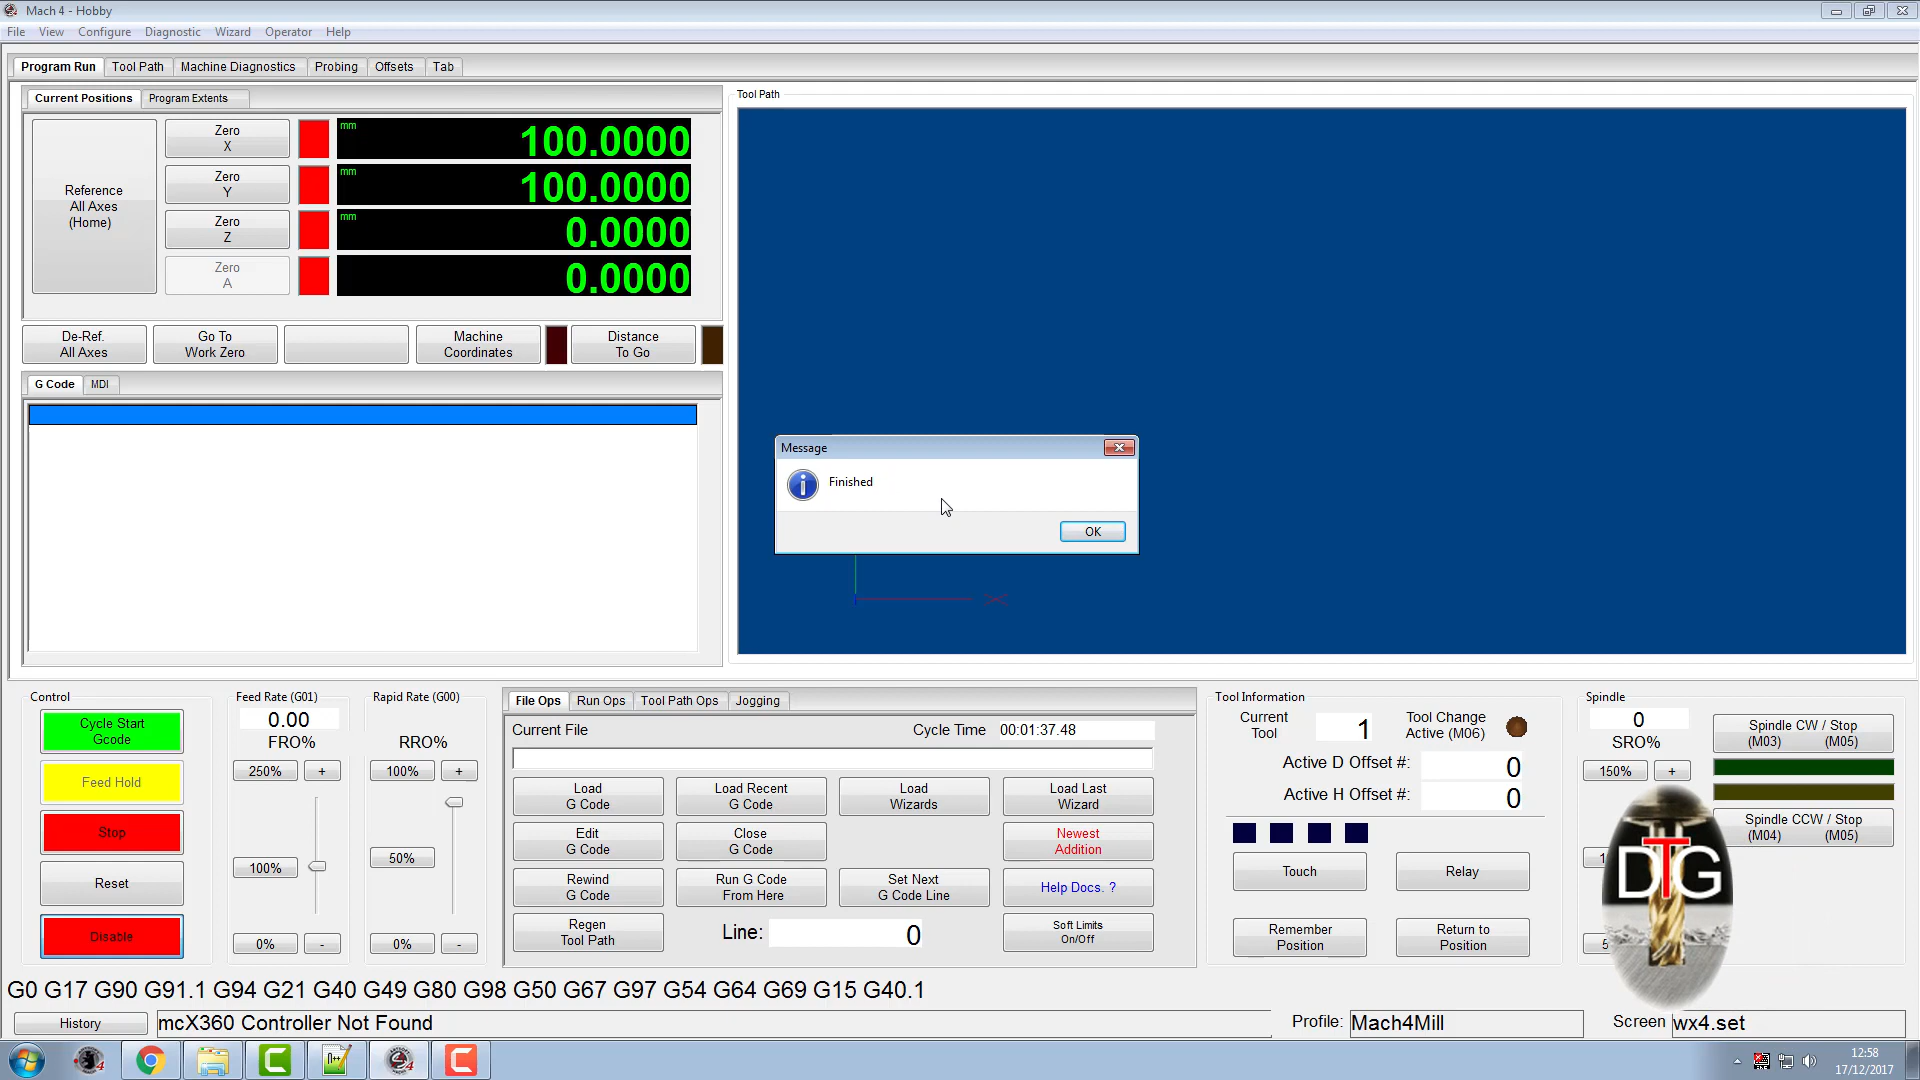 Mach 4 - Hobby
File View Configure Diagnostic Wizard Operator Help
Program Run Tool Path Machine Diagnostics Probing Offsets Tab
Current Positions Program Extents
Tool Path
Reference
All Axes
(Home)
Zero
X
mm
100.0000
Zero
Y
mm
100.0000
Zero
Z
mm
0.0000
Zero
A
0.0000
De-Ref.
All Axes
Go To
Work Zero
Machine
Coordinates
Distance
To Go
G Code MDI
Message
Finished
OK
Control
Cycle Start
Gcode
Feed Hold
Stop
Reset
Disable
Feed Rate (G01)
0.00
FRO%
250% +
100%
0% -
Rapid Rate (G00)
RRO%
100% +
50%
0% -
File Ops Run Ops Tool Path Ops Jogging
Current File
Cycle Time 00:01:37.48
Load
G Code
Load Recent
G Code
Load
Wizards
Load Last
Wizard
Edit
G Code
Close
G Code
Newest
Addition
Rewind
G Code
Run G Code
From Here
Set Next
G Code Line
Help Docs. ?
Regen
Tool Path
Line: 0
Soft Limits
On/Off
Tool Information
Current
Tool
1
Tool Change
Active (M06)
Active D Offset #: 0
Active H Offset #: 0
Touch
Relay
Remember
Position
Return to
Position
Spindle
0
SRO%
150% +
Spindle CW / Stop
(M03) (M05)
Spindle CCW / Stop
(M04) (M05)
DTG
G0 G17 G90 G91.1 G94 G21 G40 G49 G80 G98 G50 G67 G97 G54 G64 G69 G15 G40.1
History
mcX360 Controller Not Found
Profile: Mach4Mill
Screen wx4.set
12:58
17/12/2017